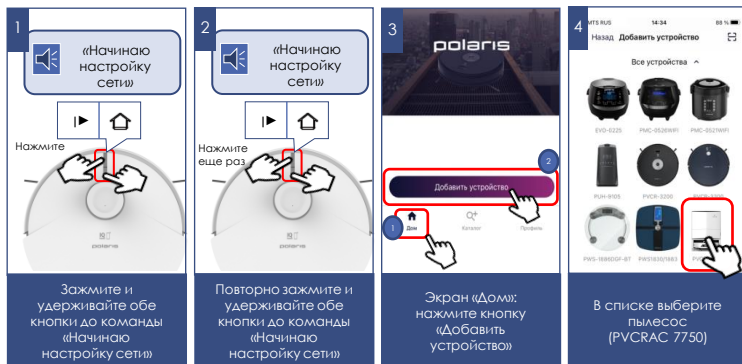 1
«Начинаю
настройку
сети»
Нажмите
polaris
Зажмите и
удерживайте обе
кнопки до команды
«Начинаю
настройку сети»
2
«Начинаю
настройку
сети»
Нажмите
еще раз
polaris
Повторно зажмите и
удерживайте обе
кнопки до команды
«Начинаю
настройку сети»
3
polaris
2
Добавить устройство
1
Дом
Каталог
Профиль
Экран «Дом»:
нажмите кнопку
«Добавить
устройство»
4
MTS RUS 14:34 88 %
Назад Добавить устройство
Все устройства
EVO-0225 PMC-0526WIFI PMC-0521WIFI
PUH-9105 PVCR-3200
PWS-1886DGF-BT PWS1830/1883
В списке выберите
пылесос
(PVCRAC 7750)